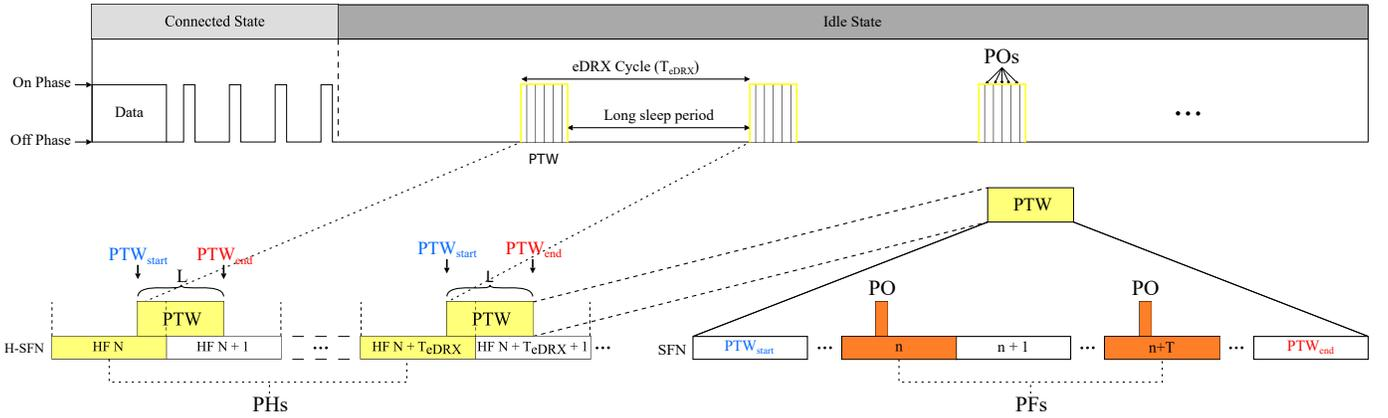 Connected State
Idle State
POs
eDRX Cycle (TeDRX)
On Phase
Data
Long sleep period
...
Off Phase
PTW
PTW
PTWstart
PTWend
PTWstart
PTWend
L
L
PO
PO
PTW
PTW
H-SFN
HF N
HF N + 1
...
HF N + TeDRX
HF N + TeDRX + 1
...
SFN
PTWstart
...
n
n + 1
...
n+T
...
PTWend
PHs
PFs